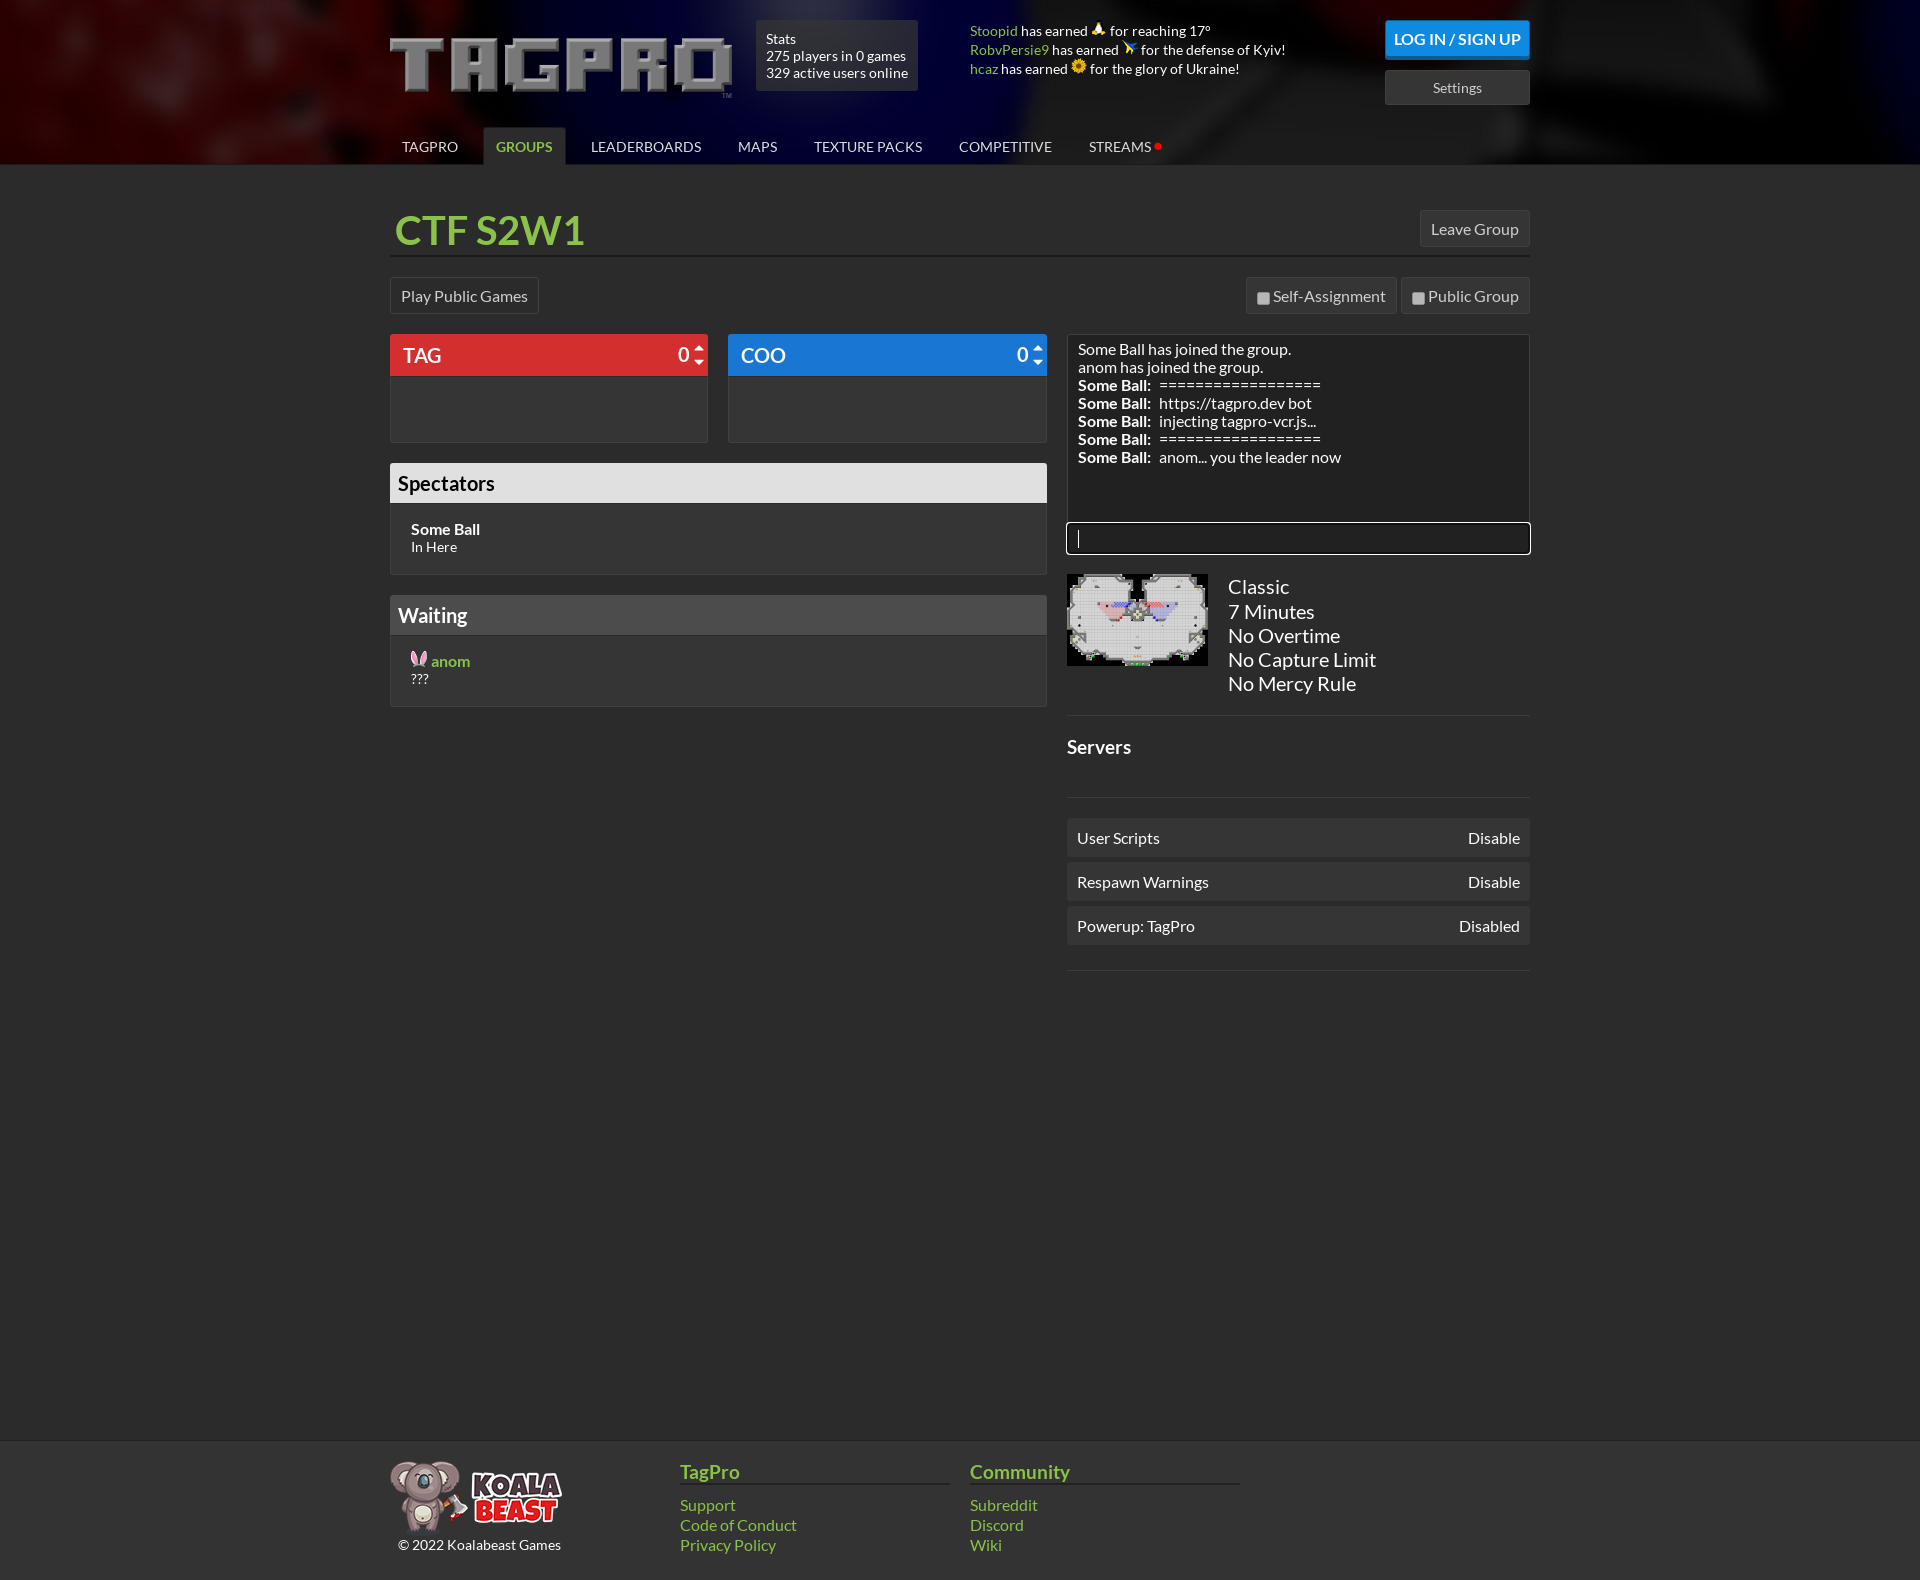 TAGPRO
TM
Stats
275 players in 0 games
329 active users online
Stoopid has earned for reaching 17°
RobvPersie9 has earned for the defense of Kyiv!
hcaz has earned for the glory of Ukraine!
LOG IN / SIGN UP
Settings
TAGPRO
GROUPS
LEADERBOARDS
MAPS
TEXTURE PACKS
COMPETITIVE
STREAMS
CTF S2W1
Leave Group
Play Public Games
Self-Assignment
Public Group
TAG 0
COO 0
Spectators
Some Ball
In Here
Waiting
anom
???
Some Ball has joined the group.
anom has joined the group.
Some Ball: ==================
Some Ball: https://tagpro.dev bot
Some Ball: injecting tagpro-vcr.js...
Some Ball: ==================
Some Ball: anom... you the leader now
Classic
7 Minutes
No Overtime
No Capture Limit
No Mercy Rule
Servers
User Scripts Disable
Respawn Warnings Disable
Powerup: TagPro Disabled
KOALA
BEAST
© 2022 Koalabeast Games
TagPro
Support
Code of Conduct
Privacy Policy
Community
Subreddit
Discord
Wiki